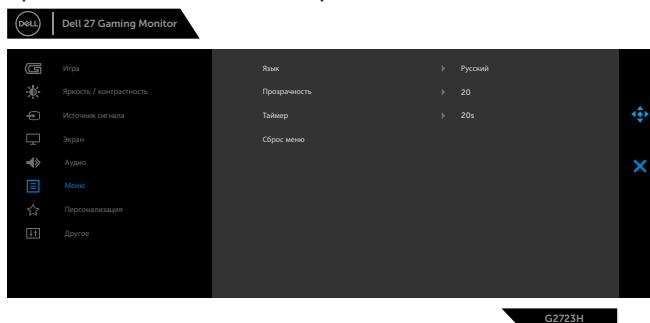 DELL
Dell 27 Gaming Monitor
Игра
Язык Русский
Яркость / контрастность
Прозрачность 20
Источник сигнала
Таймер 20s
Экран
Сброс меню
Аудио
Меню
Персонализация
Другое
G2723H